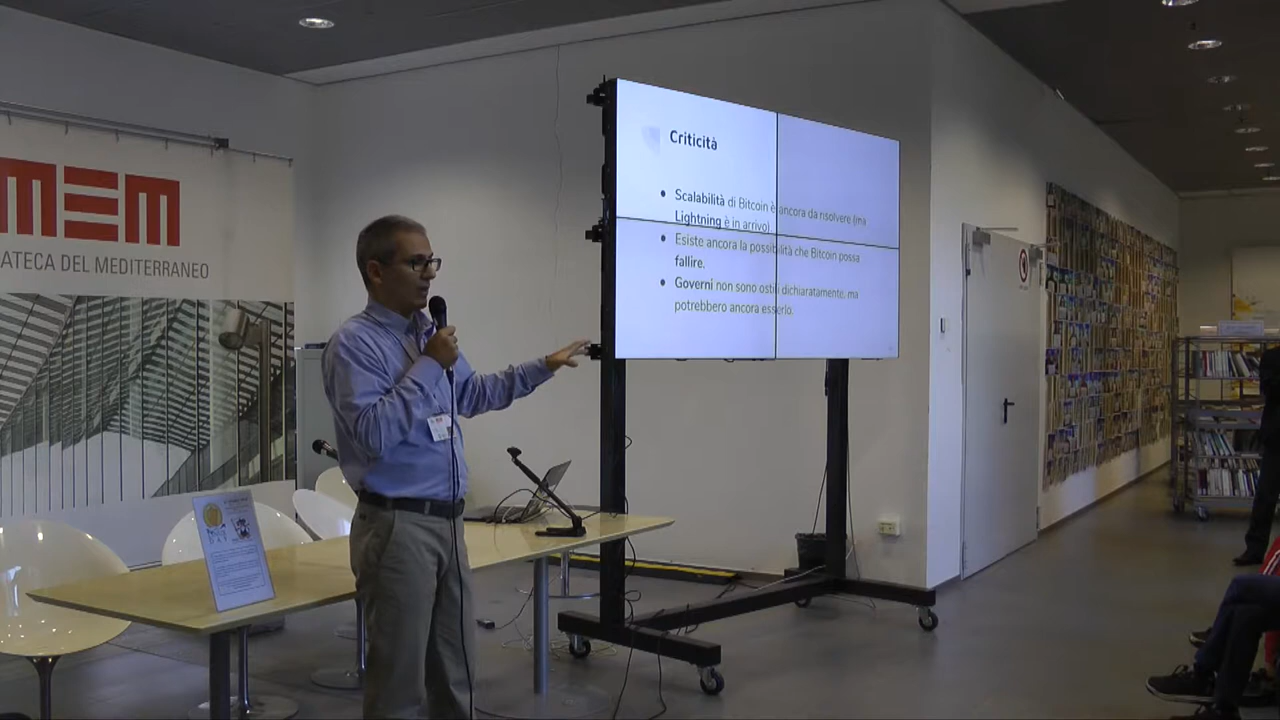 MEM
ATECA DEL MEDITERRANEO
Criticità
Scalabilità di Bitcoin è ancora da risolvere (ma
Lightning è in arrivo)
Esiste ancora la possibilità che Bitcoin possa
fallire.
Governi non sono ostili dichiaratamente, ma
potrebbero ancora esserlo.